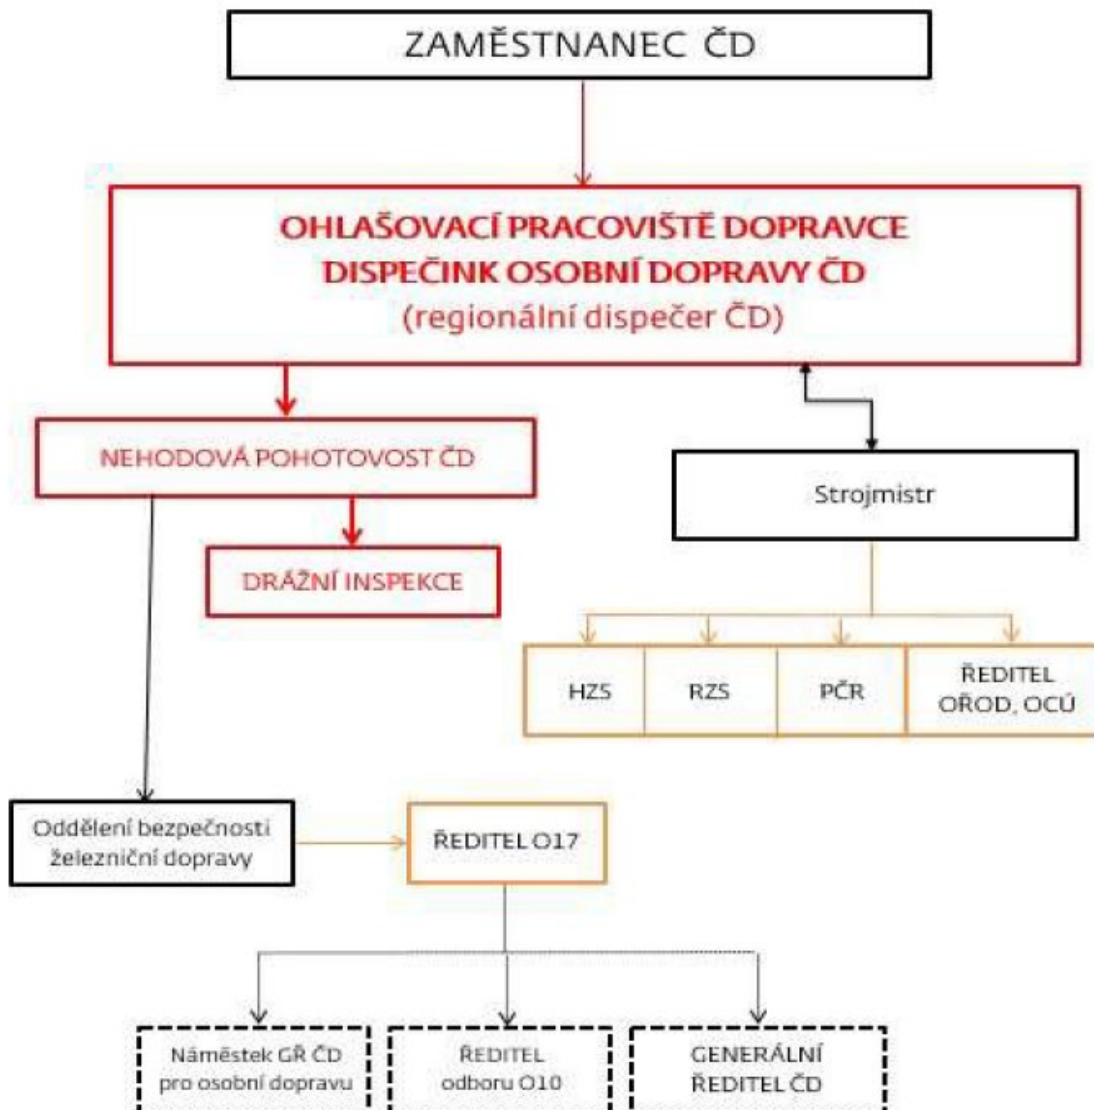 ZAMĚSTNANEC ČD
OHLAŠOVACÍ PRACOVIŠTĚ DOPRAVCE
DISPEČINK OSOBNÍ DOPRAVY ČD
(regionální dispečer ČD)
NEHODOVÁ POHOTOVOST ČD
Strojmistr
DRÁŽNÍ INSPEKCE
HZS
RZS
PČR
ŘEDITEL
OŘOD, OCÚ
Oddělení bezpečnosti
železniční dopravy
ŘEDITEL O17
Náměstek GŘ ČD
pro osobní dopravu
ŘEDITEL
odboru O10
GENERÁLNÍ
ŘEDITEL ČD